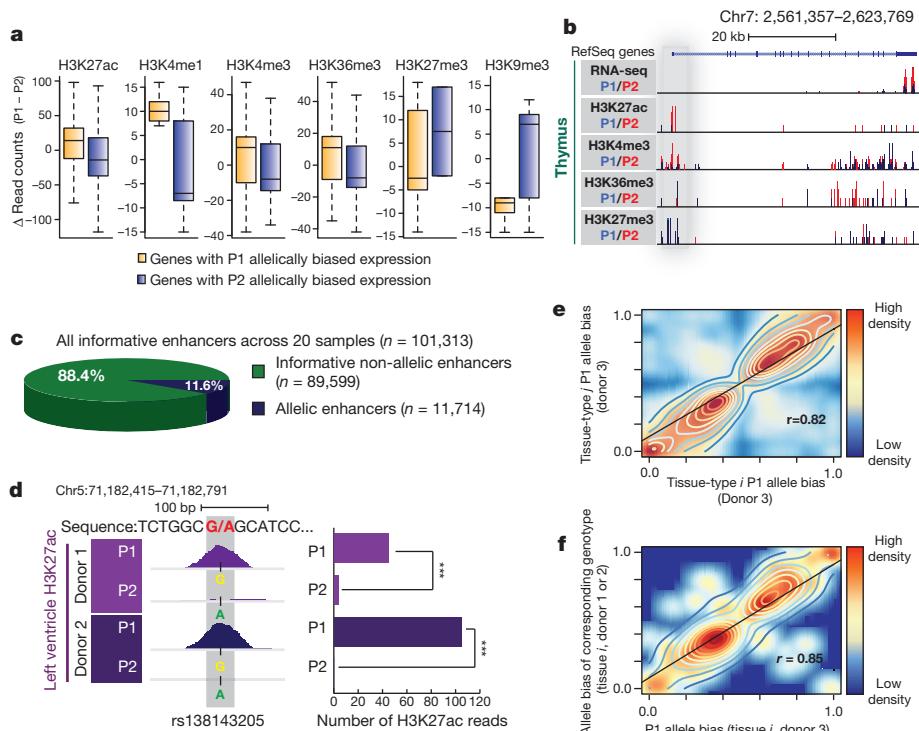 a
H3K27ac H3K4me1 H3K4me3 H3K36me3 H3K27me3 H3K9me3
Δ Read counts (P1 – P2)
100
50
0
−50
−100
15
10
5
0
−5
−10
−15
40
20
0
−20
−40
40
20
0
−20
−40
15
10
5
0
−5
−10
−15
10
5
0
−5
−10
−15
Genes with P1 allelically biased expression
Genes with P2 allelically biased expression
b
Chr7: 2,561,357–2,623,769
20 kb
RefSeq genes
Thymus
RNA-seq
P1/P2
H3K27ac
P1/P2
H3K4me3
P1/P2
H3K36me3
P1/P2
H3K27me3
P1/P2
c
All informative enhancers across 20 samples (n = 101,313)
88.4%
11.6%
Informative non-allelic enhancers
(n = 89,599)
Allelic enhancers (n = 11,714)
d
Chr5:71,182,415–71,182,791
100 bp
Sequence:TCTGGCG/AGCATCC...
Left ventricle H3K27ac
Donor 1
P1
G
P2
A
Donor 2
P1
G
P2
A
rs138143205
P1
P2
***
P1
P2
***
0 20 40 60 80 100 120
Number of H3K27ac reads
e
Tissue-type j P1 allele bias
(donor 3)
1.0
0.0
r=0.82
0.0 1.0
Tissue-type i P1 allele bias
(Donor 3)
High
density
Low
density
f
Allele bias of corresponding genotype
(tissue i, donor 1 or 2)
1.0
0.0
r = 0.85
0.0 1.0
P1 allele bias (tissue i, donor 3)
High
density
Low
density